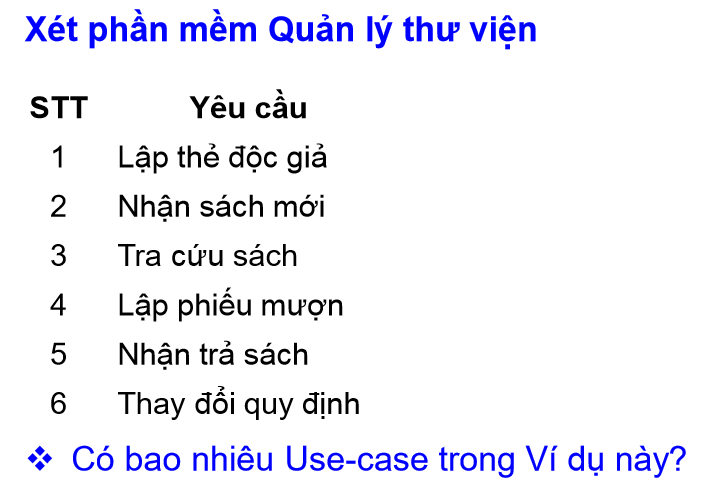 Xét phần mềm Quản lý thư viện
STT Yêu cầu
1 Lập thẻ độc giả
2 Nhận sách mới
3 Tra cứu sách
4 Lập phiếu mượn
5 Nhận trả sách
6 Thay đổi quy định
❖ Có bao nhiêu Use-case trong Ví dụ này?